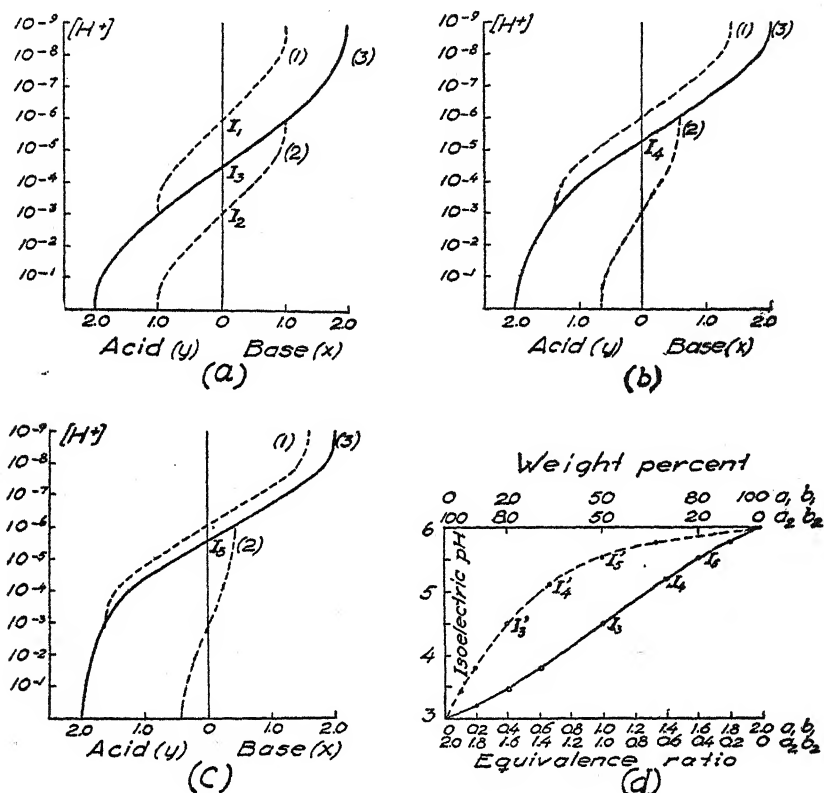 10⁻⁹ [H+]
10⁻⁸
10⁻⁷
10⁻⁶
10⁻⁵
10⁻⁴
10⁻³
10⁻²
10⁻¹
(1)
(3)
(2)
I₁
I₃
I₂
2.0 1.0 0 1.0 2.0
Acid (y) Base (x)
(a)
10⁻⁹ [H+]
10⁻⁸
10⁻⁷
10⁻⁶
10⁻⁵
10⁻⁴
10⁻³
10⁻²
10⁻¹
(1)
(3)
(2)
I₄
2.0 1.0 0 1.0 2.0
Acid (y) Base (x)
(b)
10⁻⁹ [H+]
10⁻⁸
10⁻⁷
10⁻⁶
10⁻⁵
10⁻⁴
10⁻³
10⁻²
10⁻¹
(1)
(3)
(2)
I₅
2.0 1.0 0 1.0 2.0
Acid (y) Base (x)
(c)
Weight percent
0 20 50 80 100 a₁ b₁
100 80 50 20 0 a₂ b₂
6
5
4
3
Isoelectric pH
I₃'
I₄'
I₅'
I₃
I₄
I₅
0 0.2 0.4 0.6 0.8 1.0 1.2 1.4 1.6 1.8 2.0 a₁ b₁
2.0 1.8 1.6 1.4 1.2 1.0 0.8 0.6 0.4 0.2 0 a₂ b₂
Equivalence ratio
(d)